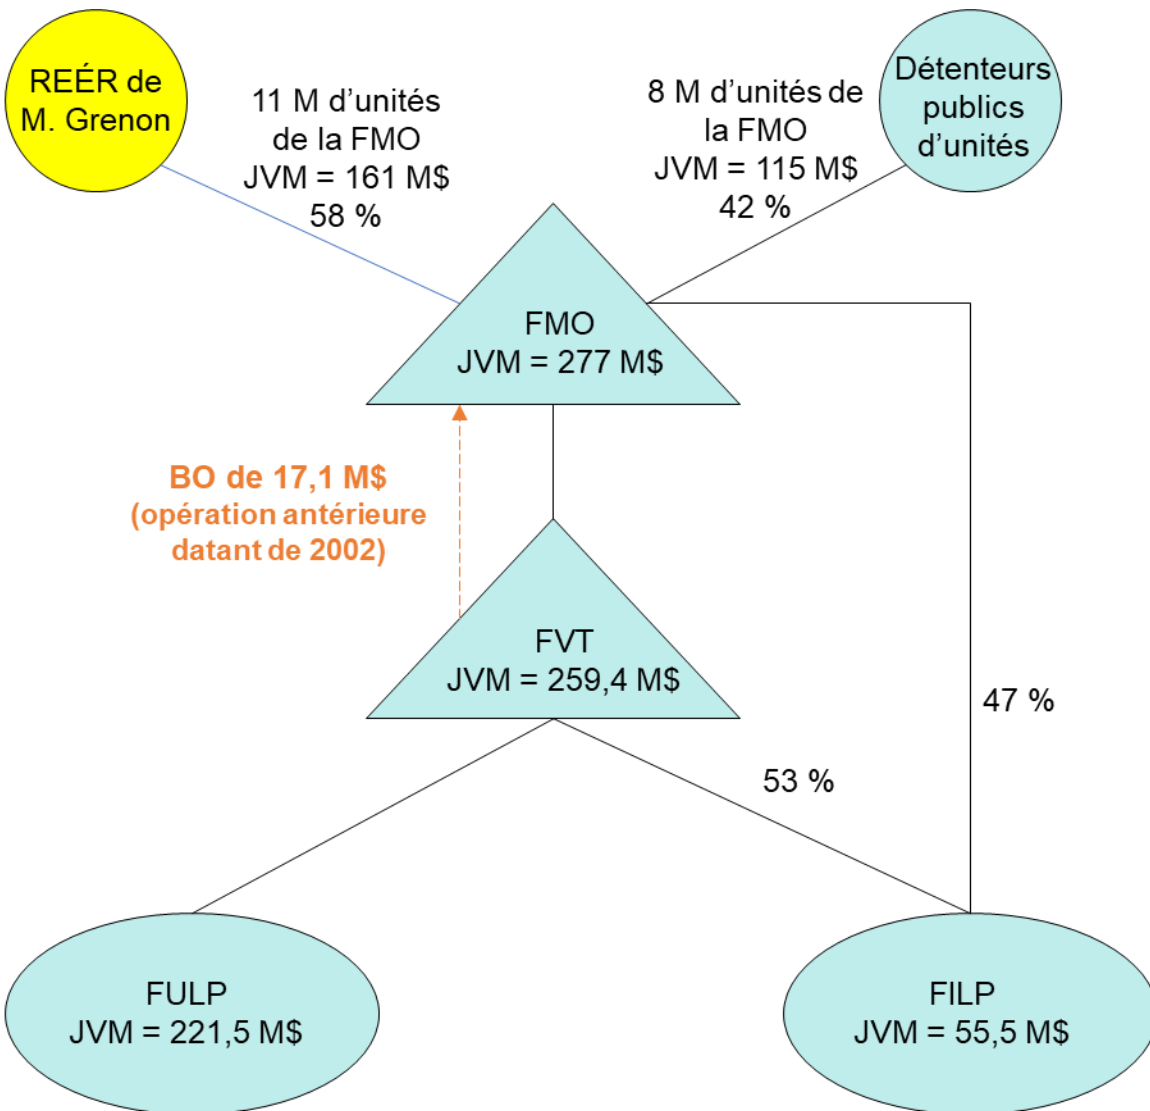 REÉR de
M. Grenon
11 M d’unités
de la FMO
JVM = 161 M$
58 %
8 M d’unités de
la FMO
JVM = 115 M$
42 %
Détenteurs
publics
d’unités
FMO
JVM = 277 M$
BO de 17,1 M$
(opération antérieure
datant de 2002)
FVT
JVM = 259,4 M$
47 %
53 %
FULP
JVM = 221,5 M$
FILP
JVM = 55,5 M$